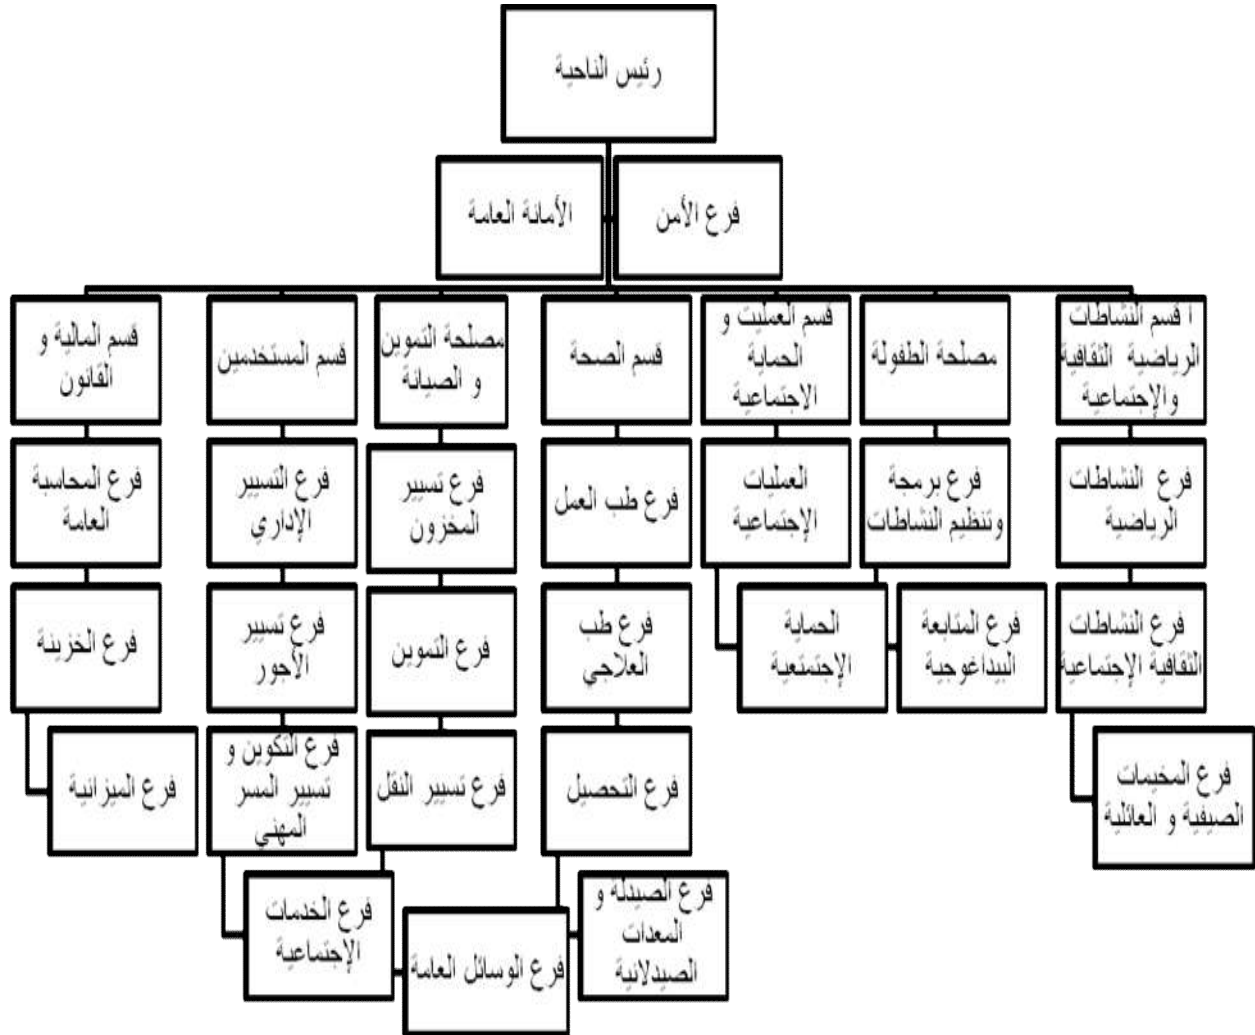 رئيس الناحية
فرع الأمن
الأمانة العامة
ا قسم النشاطات
الرياضية الثقافية
والإجتماعية
مصلحة الطفولة
قسم العمليت و
الحماية
الاجتماعية
قسم الصحة
مصلحة التموين
و الصيانة
قسم المستخدمين
قسم المالية و
القانون
فرع النشاطات
الرياضية
فرع برمجة
وتنظيم النشاطات
العمليات
الإجتماعية
فرع طب العمل
فرع تسيير
المخزون
فرع التسيير
الإداري
فرع المحاسبة
العامة
فرع النشاطات
الثقافية الإجتماعية
فرع المتابعة
البيداغوجية
الحماية
الإجتمتعية
فرع طب
العلاجي
فرع التموين
فرع تسيير
الأجور
فرع الخزينة
فرع المخيمات
الصيفية و العائلية
فرع التحصيل
فرع تسيير النقل
فرع التكوين و
تسيير المسر
المهني
فرع الميزانية
فرع الصيدلة و
المعدات
الصيدلانية
فرع الوسائل العامة
فرع الخدمات
الإجتماعية